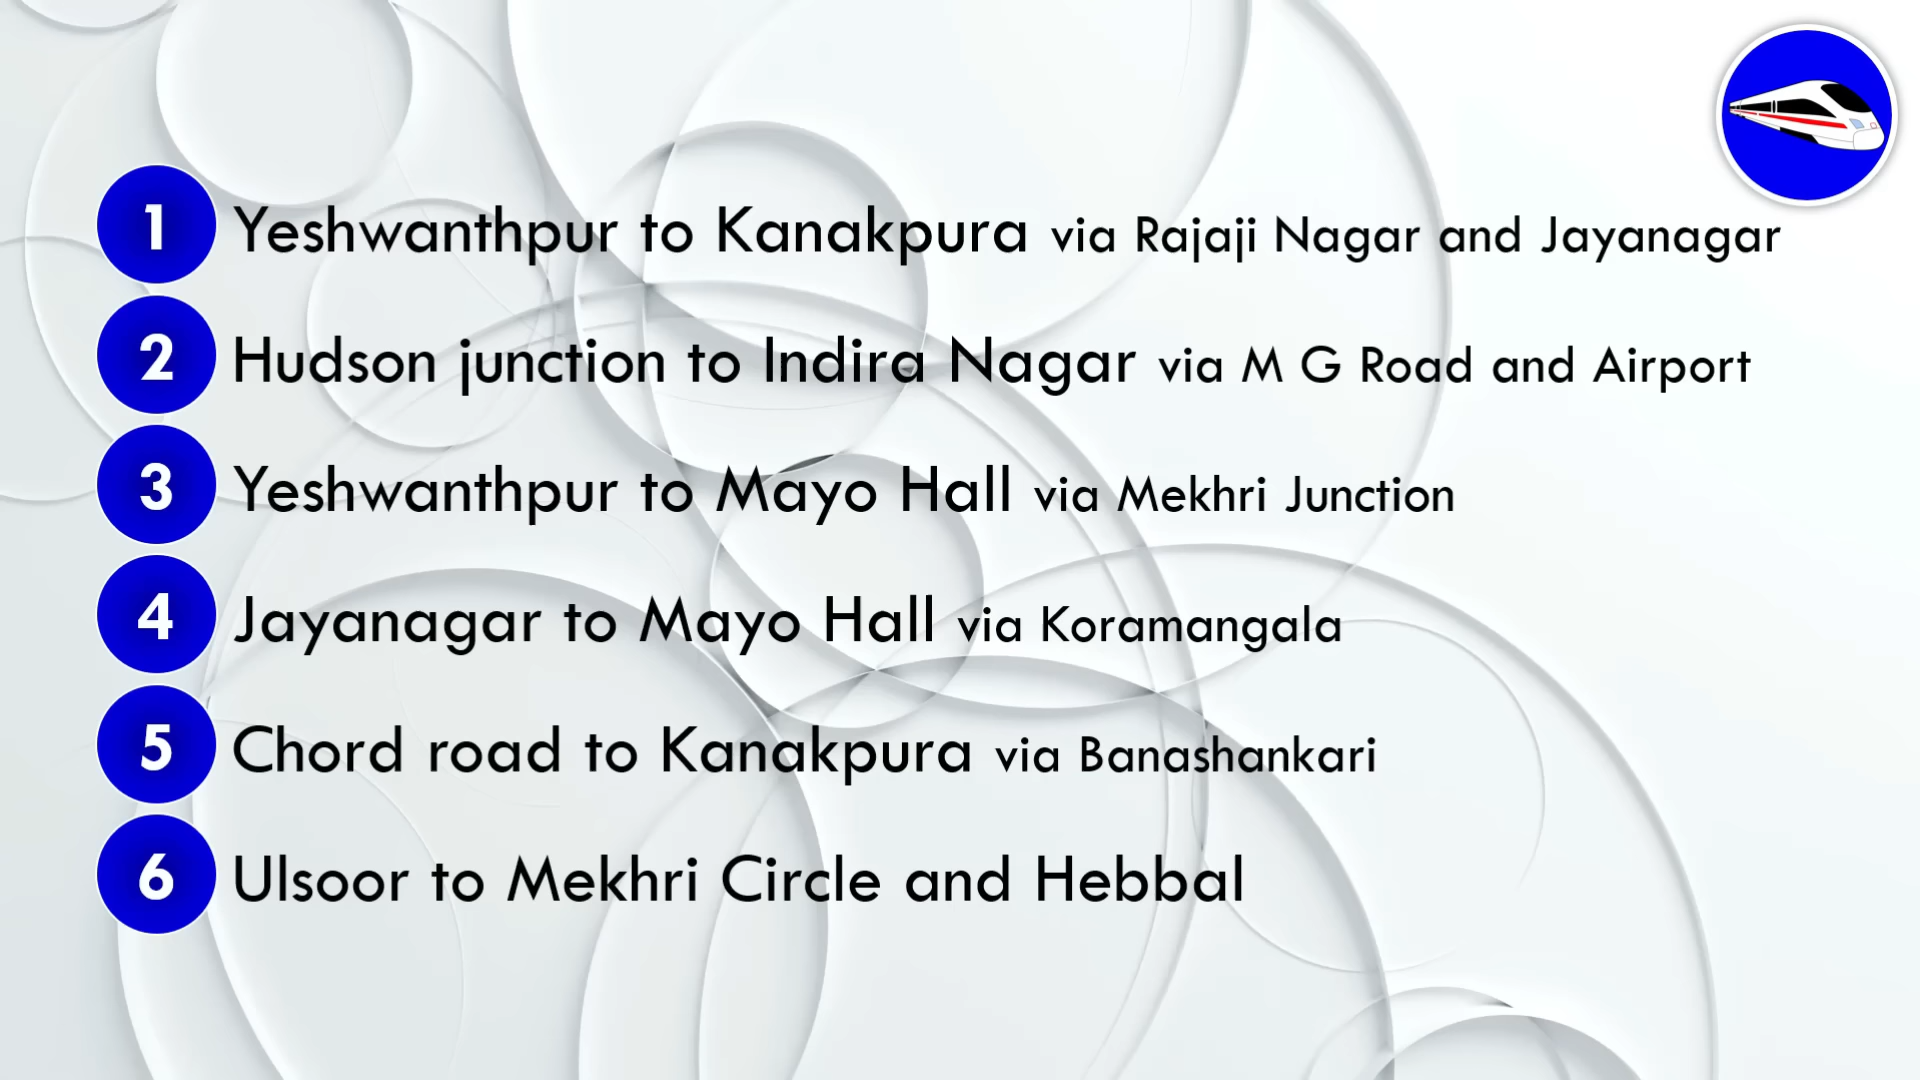 1 Yeshwanthpur to Kanakpura via Rajaji Nagar and Jayanagar
2 Hudson junction to Indira Nagar via M G Road and Airport
3 Yeshwanthpur to Mayo Hall via Mekhri Junction
4 Jayanagar to Mayo Hall via Koramangala
5 Chord road to Kanakpura via Banashankari
6 Ulsoor to Mekhri Circle and Hebbal